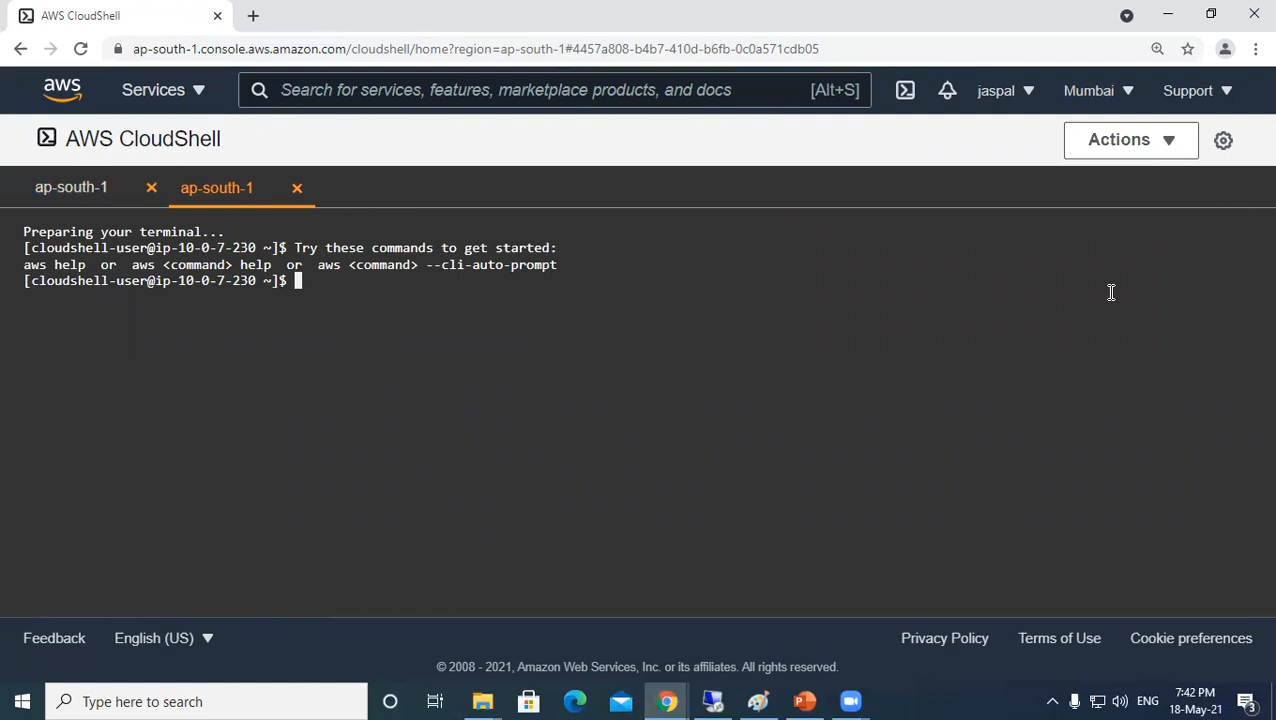 AWS CloudShell
ap-south-1.console.aws.amazon.com/cloudshell/home?region=ap-south-1#4457a808-b4b7-410d-b6fb-0c0a571cdb05
aws Services Search for services, features, marketplace products, and docs [Alt+S] jaspal Mumbai Support
AWS CloudShell Actions
ap-south-1 ap-south-1
Preparing your terminal...
[cloudshell-user@ip-10-0-7-230 ~]$ Try these commands to get started:
aws help or aws <command> help or aws <command> --cli-auto-prompt
[cloudshell-user@ip-10-0-7-230 ~]$
Feedback English (US) Privacy Policy Terms of Use Cookie preferences
© 2008 - 2021, Amazon Web Services, Inc. or its affiliates. All rights reserved.
Type here to search ENG 7:42 PM
18-May-21 3